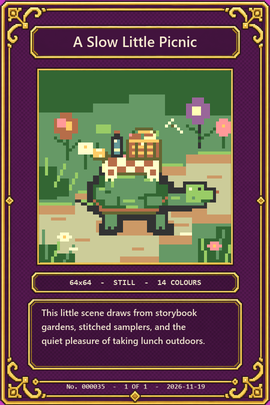 A Slow Little Picnic
64x64 - STILL - 14 COLOURS
This little scene draws from storybook
gardens, stitched samplers, and the
quiet pleasure of taking lunch outdoors.
No. 000035 - 1 OF 1 - 2026-11-19